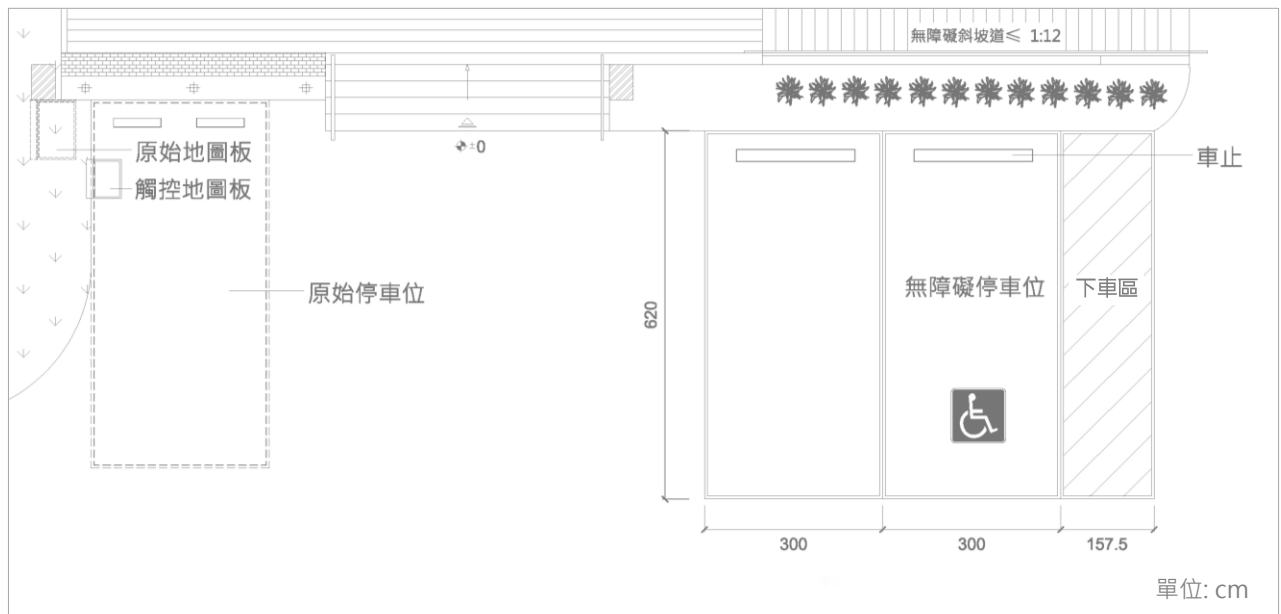 無障礙斜坡道≤ 1:12
±0
原始地圖板
觸控地圖板
車止
原始停車位
無障礙停車位
下車區
620
300
300
157.5
單位: cm